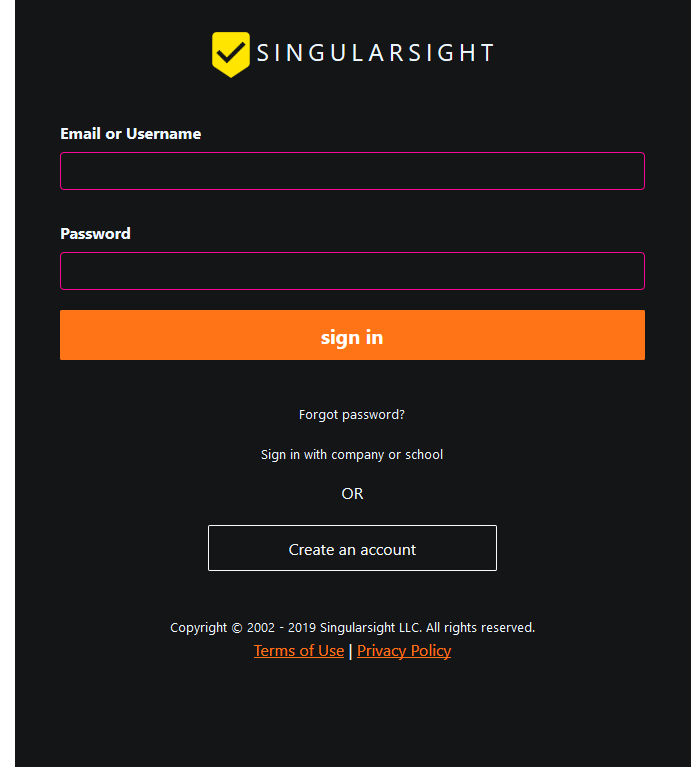 SINGULARSIGHT
Email or Username
Password
sign in
Forgot password?
Sign in with company or school
OR
Create an account
Copyright © 2002 - 2019 Singularsight LLC. All rights reserved.
Terms of Use | Privacy Policy